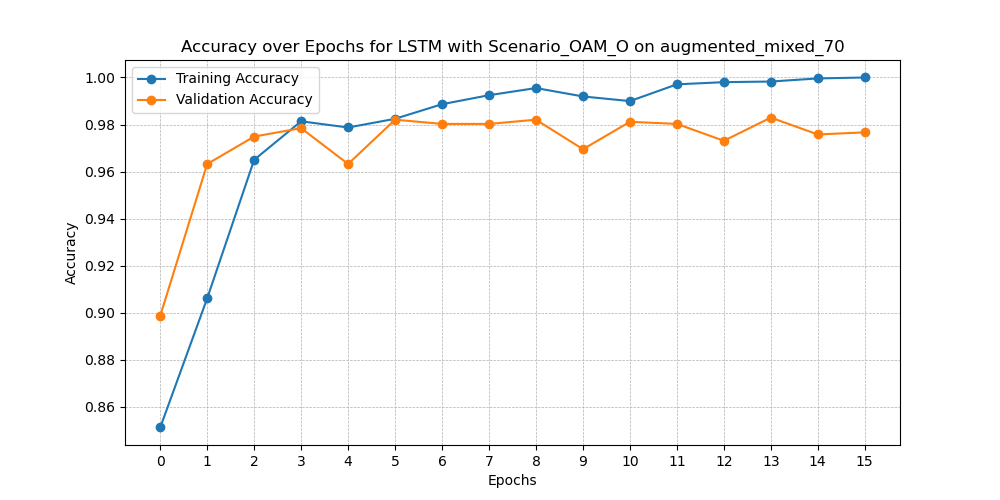 Accuracy over Epochs for LSTM with Scenario_OAM_O on augmented_mixed_70
Training Accuracy
Validation Accuracy
Accuracy
1.00
0.98
0.96
0.94
0.92
0.90
0.88
0.86
0 1 2 3 4 5 6 7 8 9 10 11 12 13 14 15
Epochs